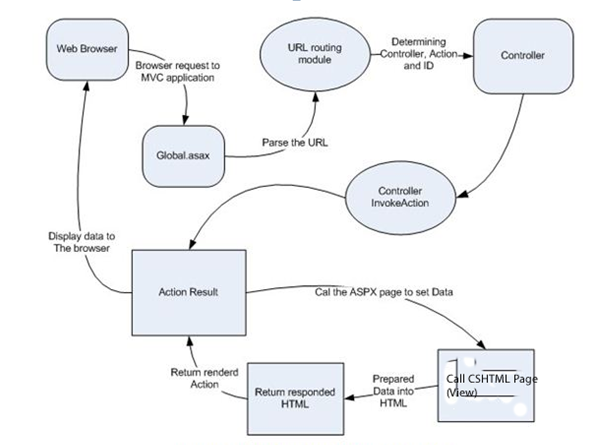 Web Browser
Browser request to
MVC application
Global.asax
Parse the URL
URL routing
module
Determining
Controller, Action
and ID
Controller
Controller
InvokeAction
Display data to
The browser
Action Result
Cal the ASPX page to set Data
Call CSHTML Page
(View)
Prepared
Data into
HTML
Return responded
HTML
Return renderd
Action